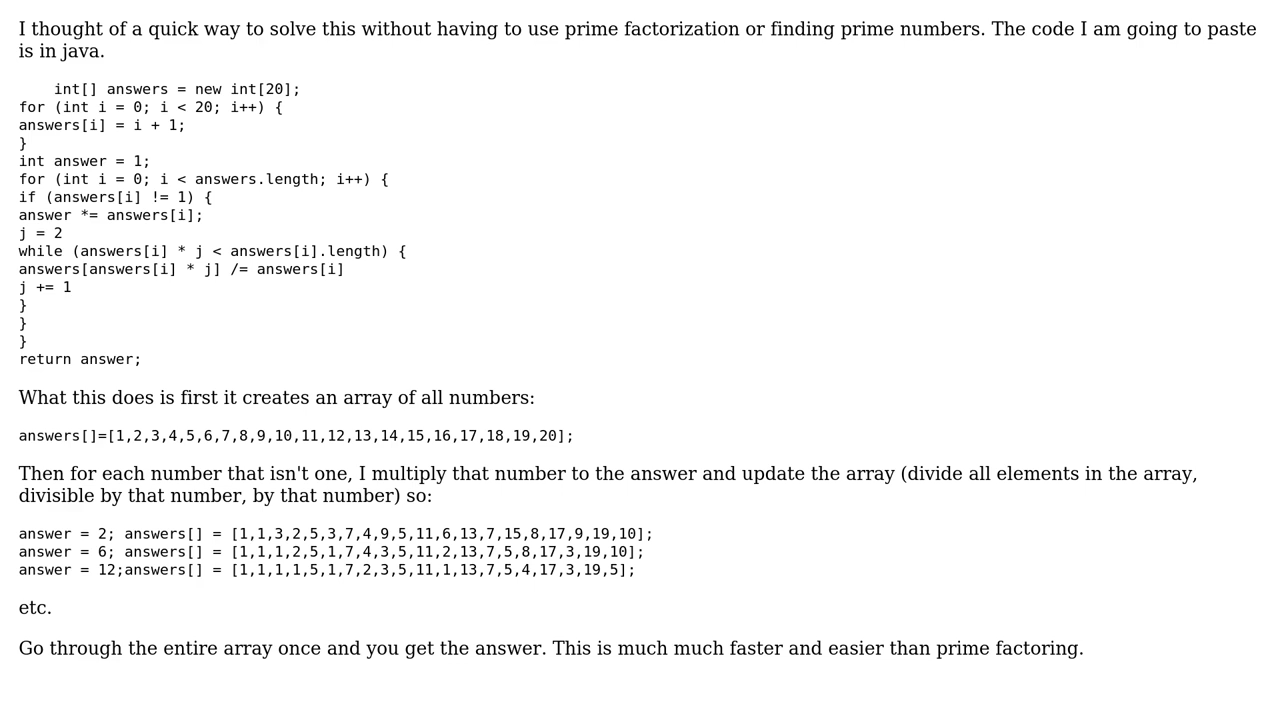 I thought of a quick way to solve this without having to use prime factorization or finding prime numbers. The code I am going to paste
is in java.
    int[] answers = new int[20];
for (int i = 0; i < 20; i++) {
answers[i] = i + 1;
}
int answer = 1;
for (int i = 0; i < answers.length; i++) {
if (answers[i] != 1) {
answer *= answers[i];
j = 2
while (answers[i] * j < answers[i].length) {
answers[answers[i] * j] /= answers[i]
j += 1
}
}
}
return answer;
What this does is first it creates an array of all numbers:
answers[]=[1,2,3,4,5,6,7,8,9,10,11,12,13,14,15,16,17,18,19,20];
Then for each number that isn't one, I multiply that number to the answer and update the array (divide all elements in the array,
divisible by that number, by that number) so:
answer = 2; answers[] = [1,1,3,2,5,3,7,4,9,5,11,6,13,7,15,8,17,9,19,10];
answer = 6; answers[] = [1,1,1,2,5,1,7,4,3,5,11,2,13,7,5,8,17,3,19,10];
answer = 12;answers[] = [1,1,1,1,5,1,7,2,3,5,11,1,13,7,5,4,17,3,19,5];
etc.
Go through the entire array once and you get the answer. This is much much faster and easier than prime factoring.